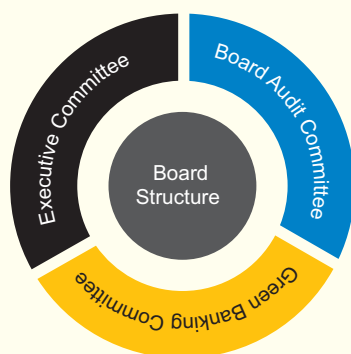 Executive Committee
Board Audit Committee
Board
Structure
Green Banking Committee